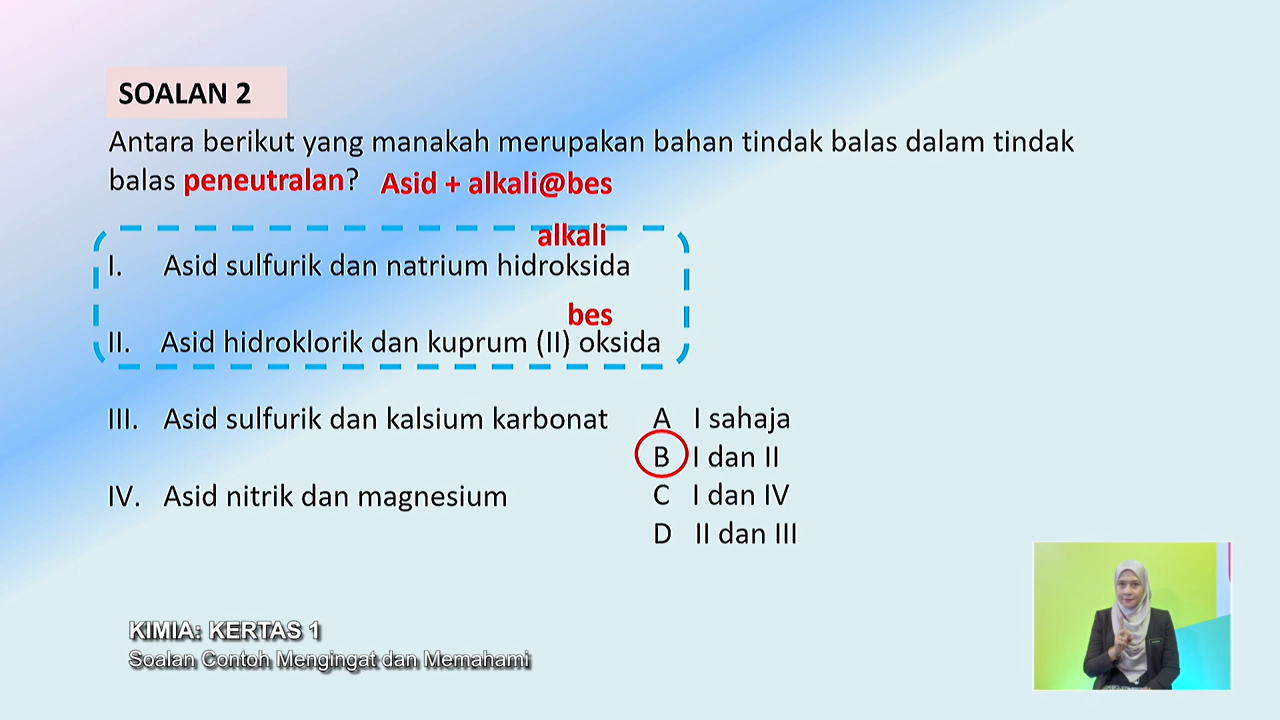 SOALAN 2
Antara berikut yang manakah merupakan bahan tindak balas dalam tindak
balas peneutralan? Asid + alkali@bes
alkali
I. Asid sulfurik dan natrium hidroksida
bes
II. Asid hidroklorik dan kuprum (II) oksida
III. Asid sulfurik dan kalsium karbonat
IV. Asid nitrik dan magnesium
A I sahaja
B I dan II
C I dan IV
D II dan III
KIMIA: KERTAS 1
Soalan Contoh Mengingat dan Memahami